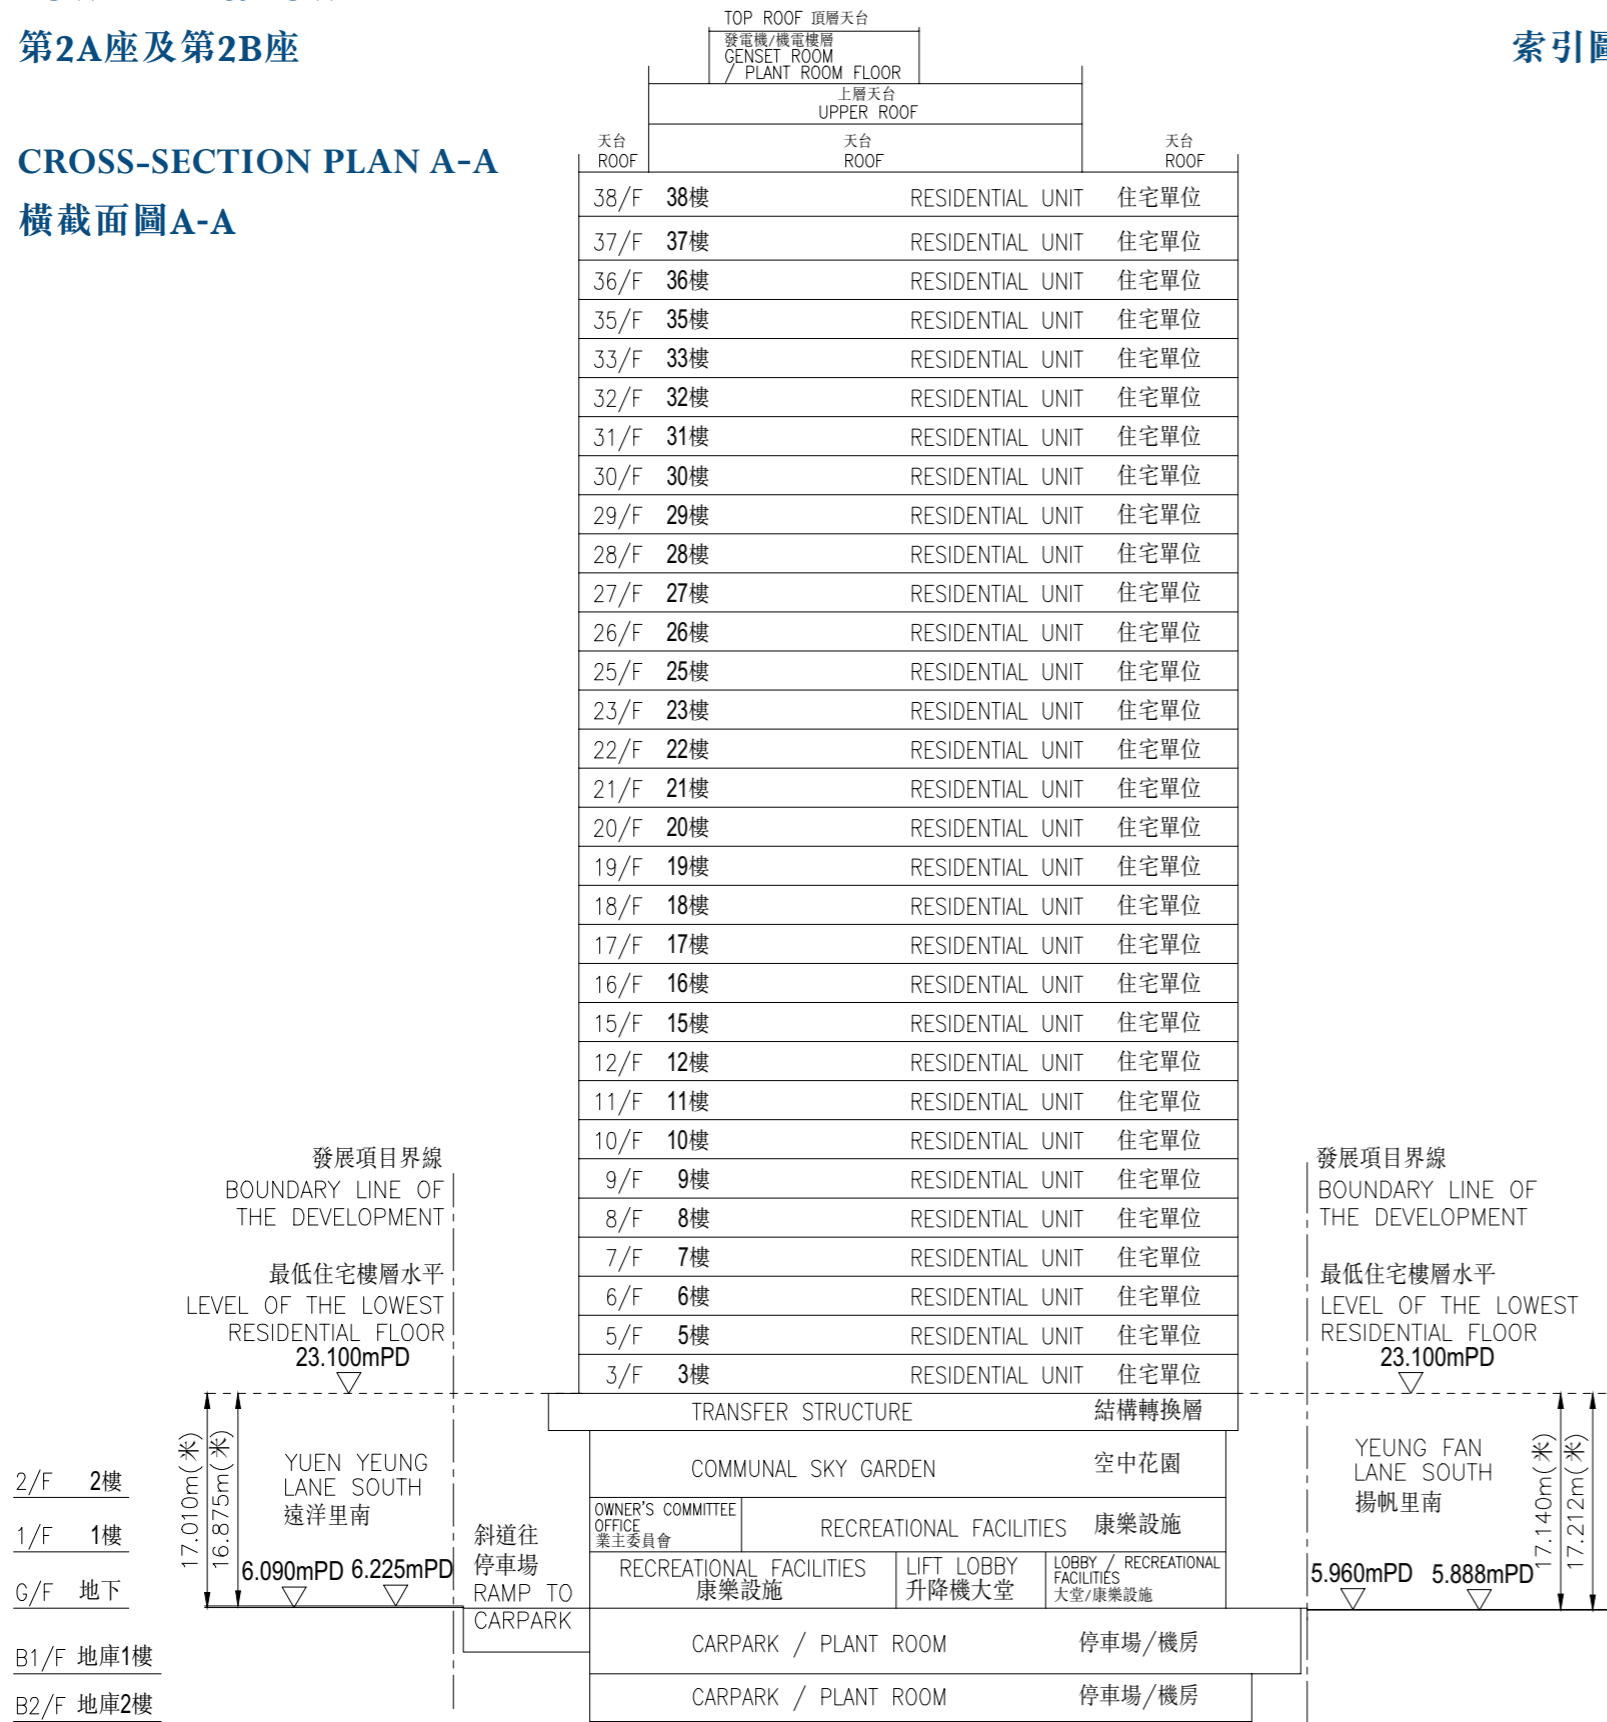 第2A座及第2B座
索引圖
CROSS-SECTION PLAN A-A
橫截面圖A-A
TOP ROOF 頂層天台
發電機/機電樓層
GENSET ROOM
/ PLANT ROOM FLOOR
上層天台
UPPER ROOF
天台
ROOF
天台
ROOF
天台
ROOF
38/F 38樓 RESIDENTIAL UNIT 住宅單位
37/F 37樓 RESIDENTIAL UNIT 住宅單位
36/F 36樓 RESIDENTIAL UNIT 住宅單位
35/F 35樓 RESIDENTIAL UNIT 住宅單位
33/F 33樓 RESIDENTIAL UNIT 住宅單位
32/F 32樓 RESIDENTIAL UNIT 住宅單位
31/F 31樓 RESIDENTIAL UNIT 住宅單位
30/F 30樓 RESIDENTIAL UNIT 住宅單位
29/F 29樓 RESIDENTIAL UNIT 住宅單位
28/F 28樓 RESIDENTIAL UNIT 住宅單位
27/F 27樓 RESIDENTIAL UNIT 住宅單位
26/F 26樓 RESIDENTIAL UNIT 住宅單位
25/F 25樓 RESIDENTIAL UNIT 住宅單位
23/F 23樓 RESIDENTIAL UNIT 住宅單位
22/F 22樓 RESIDENTIAL UNIT 住宅單位
21/F 21樓 RESIDENTIAL UNIT 住宅單位
20/F 20樓 RESIDENTIAL UNIT 住宅單位
19/F 19樓 RESIDENTIAL UNIT 住宅單位
18/F 18樓 RESIDENTIAL UNIT 住宅單位
17/F 17樓 RESIDENTIAL UNIT 住宅單位
16/F 16樓 RESIDENTIAL UNIT 住宅單位
15/F 15樓 RESIDENTIAL UNIT 住宅單位
12/F 12樓 RESIDENTIAL UNIT 住宅單位
11/F 11樓 RESIDENTIAL UNIT 住宅單位
10/F 10樓 RESIDENTIAL UNIT 住宅單位
9/F 9樓 RESIDENTIAL UNIT 住宅單位
8/F 8樓 RESIDENTIAL UNIT 住宅單位
7/F 7樓 RESIDENTIAL UNIT 住宅單位
6/F 6樓 RESIDENTIAL UNIT 住宅單位
5/F 5樓 RESIDENTIAL UNIT 住宅單位
3/F 3樓 RESIDENTIAL UNIT 住宅單位
TRANSFER STRUCTURE 結構轉換層
COMMUNAL SKY GARDEN 空中花園
OWNER'S COMMITTEE
OFFICE
業主委員會
RECREATIONAL FACILITIES 康樂設施
RECREATIONAL FACILITIES
康樂設施
LIFT LOBBY
升降機大堂
LOBBY / RECREATIONAL
FACILITIES
大堂/康樂設施
CARPARK / PLANT ROOM 停車場/機房
CARPARK / PLANT ROOM 停車場/機房
發展項目界線
BOUNDARY LINE OF
THE DEVELOPMENT
最低住宅樓層水平
LEVEL OF THE LOWEST
RESIDENTIAL FLOOR
23.100mPD
17.010m(米)
16.875m(米)
YUEN YEUNG
LANE SOUTH
遠洋里南
6.090mPD 6.225mPD
斜道往
停車場
RAMP TO
CARPARK
2/F 2樓
1/F 1樓
G/F 地下
B1/F 地庫1樓
B2/F 地庫2樓
發展項目界線
BOUNDARY LINE OF
THE DEVELOPMENT
最低住宅樓層水平
LEVEL OF THE LOWEST
RESIDENTIAL FLOOR
23.100mPD
YEUNG FAN
LANE SOUTH
揚帆里南
17.140m(米)
17.212m(米)
5.960mPD 5.888mPD